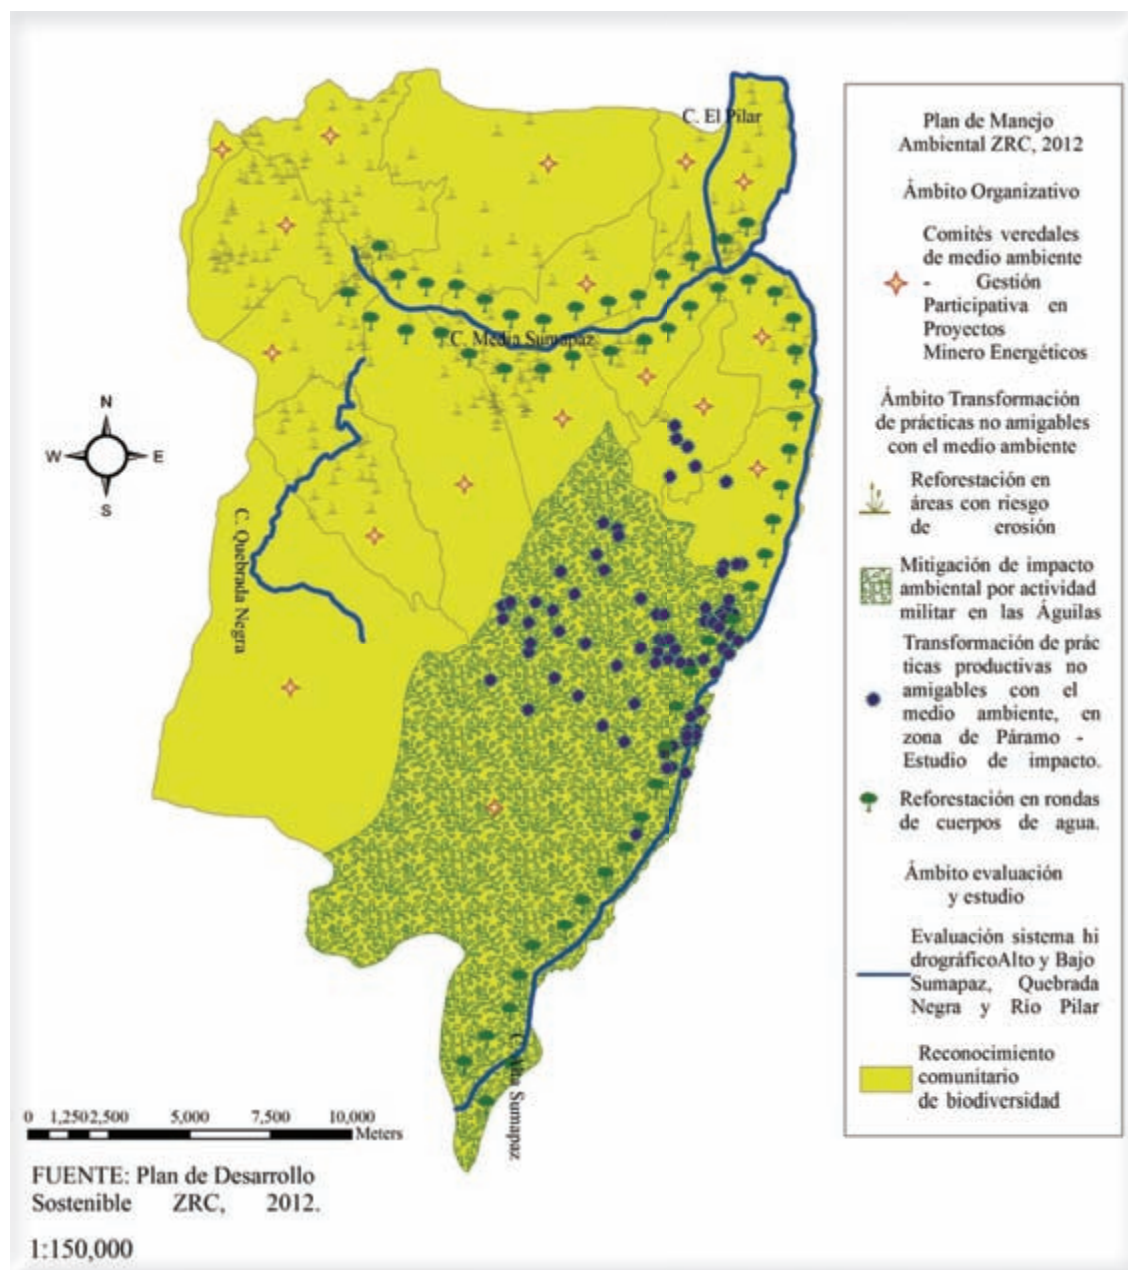 C. El Pilar
C. Media Sumapaz
C. Quebrada Negra
C. Alta Sumapaz
N
W
E
S
0 1,250 2,500 5,000 7,500 10,000
Meters
FUENTE: Plan de Desarrollo
Sostenible ZRC, 2012.
1:150,000
Plan de Manejo
Ambiental ZRC, 2012
Ámbito Organizativo
Comités veredales
de medio ambiente
- Gestión
Participativa en
Proyectos
Minero Energéticos
Ámbito Transformación
de prácticas no amigables
con el medio ambiente
Reforestación en
áreas con riesgo
de erosión
Mitigación de impacto
ambiental por actividad
militar en las Águilas
Transformación de prác
ticas productivas no
amigables con el
medio ambiente, en
zona de Páramo -
Estudio de impacto.
Reforestación en rondas
de cuerpos de agua.
Ámbito evaluación
y estudio
Evaluación sistema hi
drográficoAlto y Bajo
Sumapaz, Quebrada
Negra y Río Pilar
Reconocimiento
comunitario
de biodiversidad